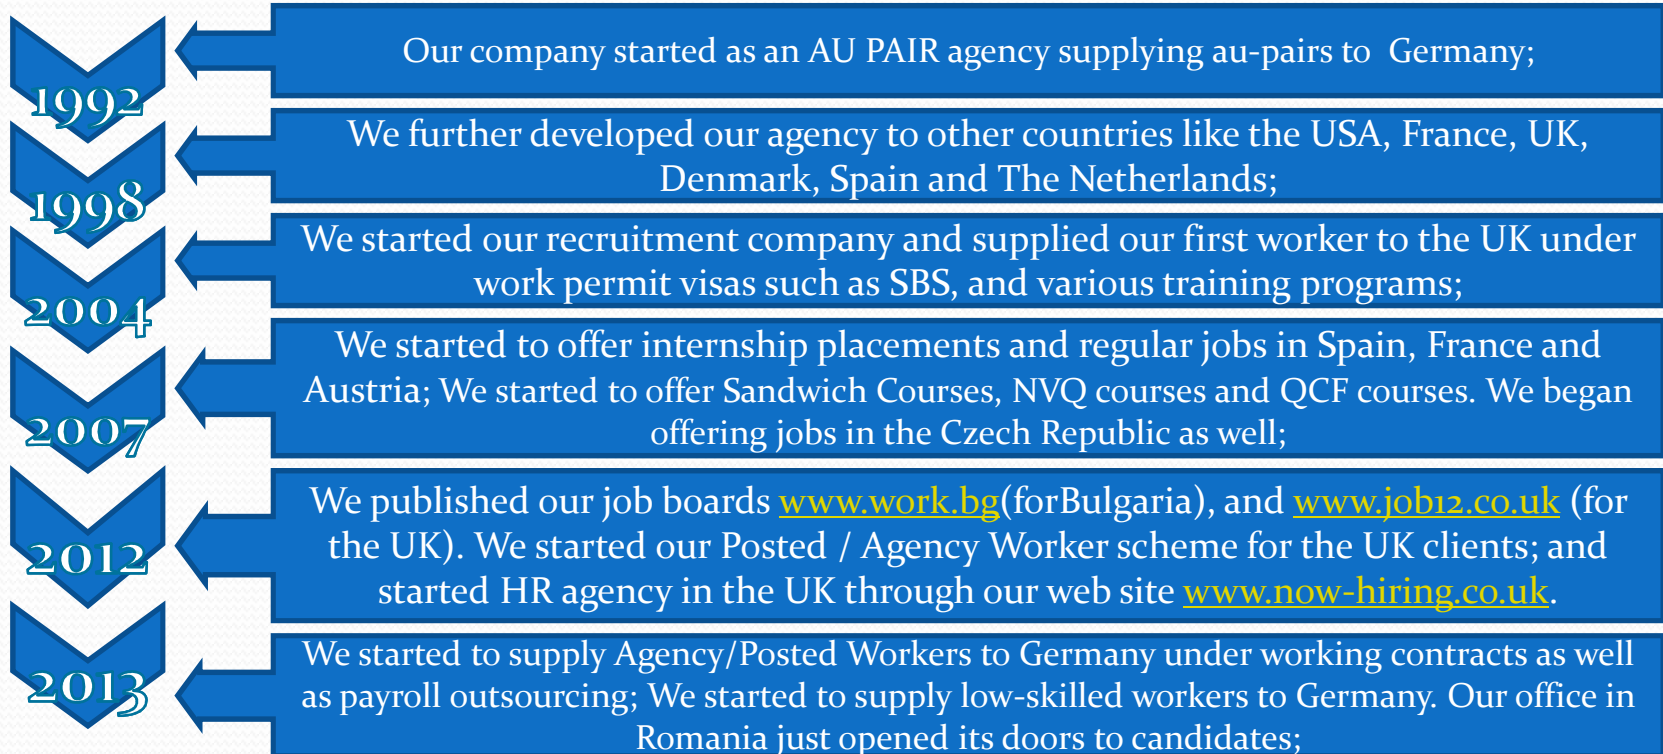 1992
Our company started as an AU PAIR agency supplying au-pairs to Germany;
1998
We further developed our agency to other countries like the USA, France, UK,
Denmark, Spain and The Netherlands;
2004
We started our recruitment company and supplied our first worker to the UK under
work permit visas such as SBS, and various training programs;
2007
We started to offer internship placements and regular jobs in Spain, France and
Austria; We started to offer Sandwich Courses, NVQ courses and QCF courses. We began
offering jobs in the Czech Republic as well;
2012
We published our job boards www.work.bg(forBulgaria), and www.job12.co.uk (for
the UK). We started our Posted / Agency Worker scheme for the UK clients; and
started HR agency in the UK through our web site www.now-hiring.co.uk.
2013
We started to supply Agency/Posted Workers to Germany under working contracts as well
as payroll outsourcing; We started to supply low-skilled workers to Germany. Our office in
Romania just opened its doors to candidates;